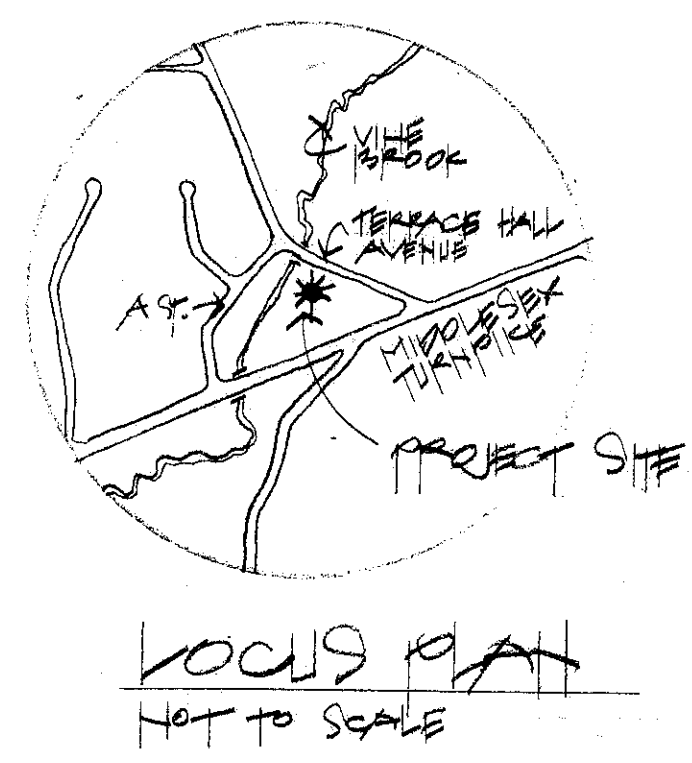 VINE
BROOK
TERRACE HALL
AVENUE
A ST.
MIDDLESEX
TURNPIKE
PROJECT SITE
LOCUS PLAN
NOT TO SCALE